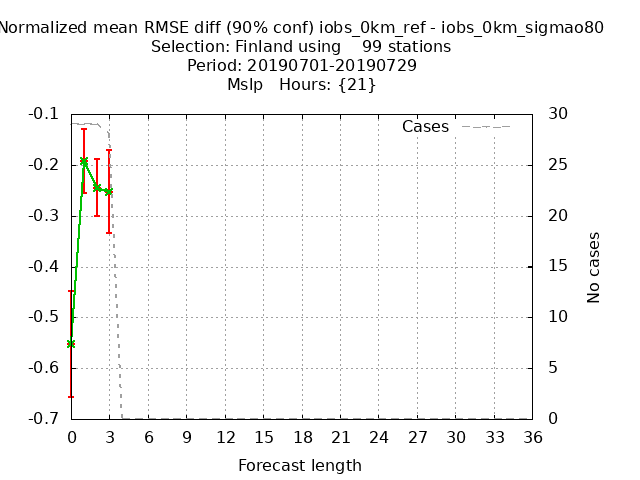 Normalized mean RMSE diff (90% conf) iobs_0km_ref - iobs_0km_sigmao80
Selection: Finland using 99 stations
Period: 20190701-20190729
Mslp Hours: {21}
Cases
-0.1
-0.2
-0.3
-0.4
-0.5
-0.6
-0.7
30
25
20
15
10
5
0
No cases
0 3 6 9 12 15 18 21 24 27 30 33 36
Forecast length